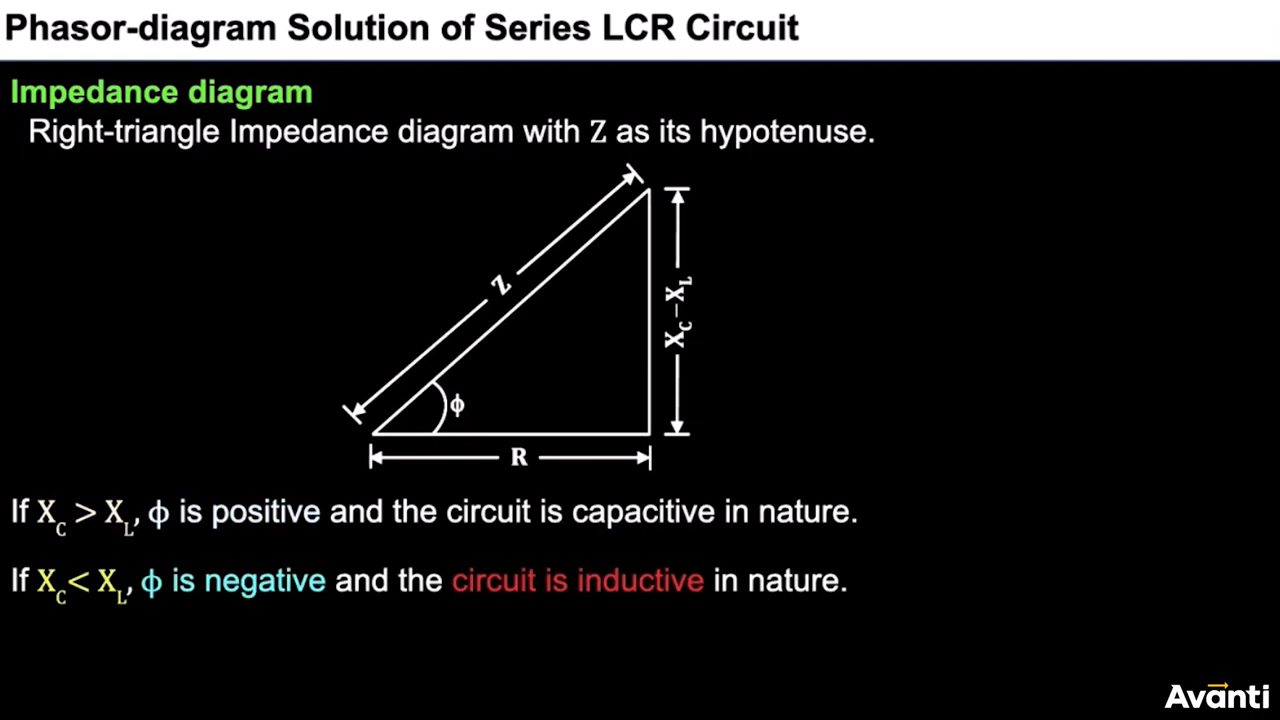 Phasor-diagram Solution of Series LCR Circuit
Impedance diagram
Right-triangle Impedance diagram with Z as its hypotenuse.
Z
X_C − X_L
ϕ
R
If X_C > X_L, ϕ is positive and the circuit is capacitive in nature.
If X_C < X_L, ϕ is negative and the circuit is inductive in nature.
Avanti